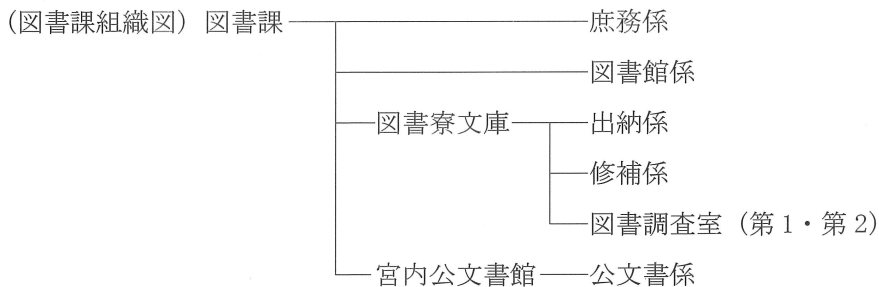 (図書課組織図) 図書課 庶務係
図書館係
図書寮文庫 出納係
修補係
図書調査室 (第1・第2)
宮内公文書館 公文書係